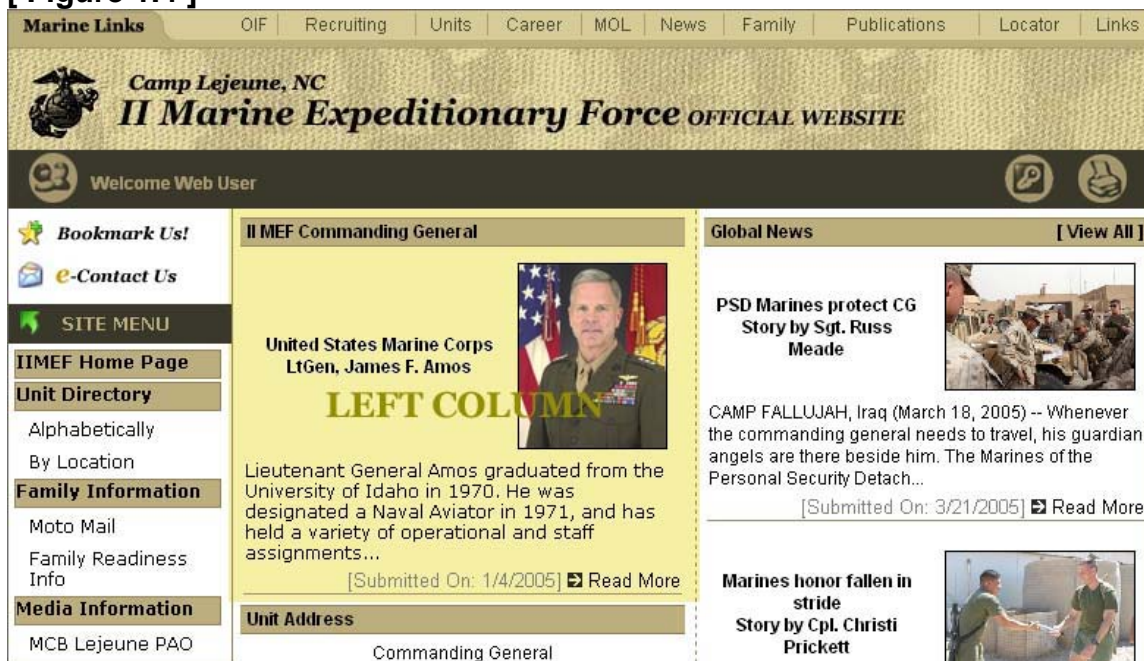 [ Figure 4.4 ]
Marine Links OIF Recruiting Units Career MOL News Family Publications Locator Links
Camp Lejeune, NC
II Marine Expeditionary Force OFFICIAL WEBSITE
Welcome Web User
Bookmark Us!
e-Contact Us
SITE MENU
IIMEF Home Page
Unit Directory
Alphabetically
By Location
Family Information
Moto Mail
Family Readiness
Info
Media Information
MCB Lejeune PAO
II MEF Commanding General
United States Marine Corps
LtGen, James F. Amos
LEFT COLUMN
Lieutenant General Amos graduated from the
University of Idaho in 1970. He was
designated a Naval Aviator in 1971, and has
held a variety of operational and staff
assignments...
[Submitted On: 1/4/2005] Read More
Unit Address
Commanding General
Global News [ View All ]
PSD Marines protect CG
Story by Sgt. Russ
Meade
CAMP FALLUJAH, Iraq (March 18, 2005) -- Whenever
the commanding general needs to travel, his guardian
angels are there beside him. The Marines of the
Personal Security Detach...
[Submitted On: 3/21/2005] Read More
Marines honor fallen in
stride
Story by Cpl. Christi
Prickett